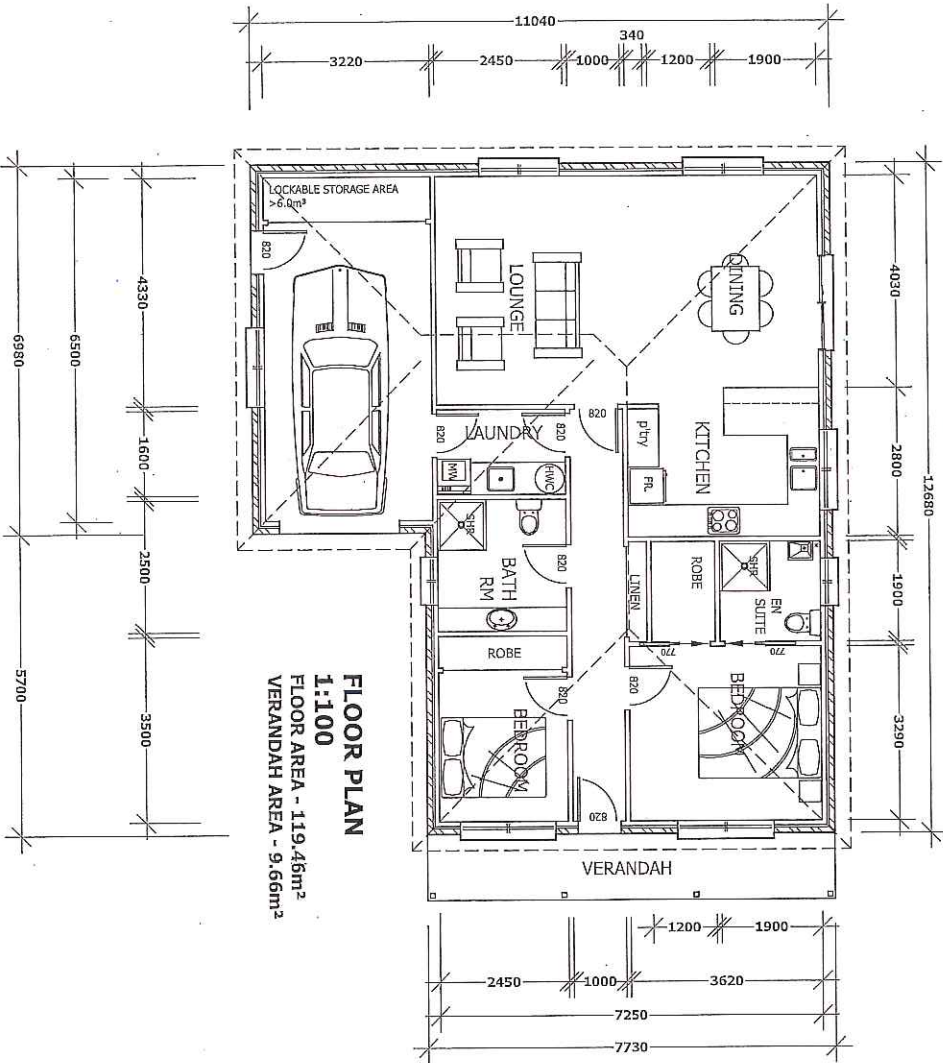 11040
340
3220
2450
1000
1200
1900
LOCKABLE STORAGE AREA
>6.0m³
820
LOUNGE
DINING
4330
6500
6980
4030
820
LAUNDRY
820
820
p'try
KITCHEN
MW
HWC
FR.
1600
2800
12680
SHR
BATH
RM
820
LINEN
ROBE
SHR
EN
SUITE
2500
1900
ROBE
770
770
820
820
BEDROOM
BEDROOM
820
3500
5700
3290
FLOOR PLAN
1:100
FLOOR AREA - 119.46m²
VERANDAH AREA - 9.66m²
VERANDAH
1200
1900
2450
1000
3620
7250
7730